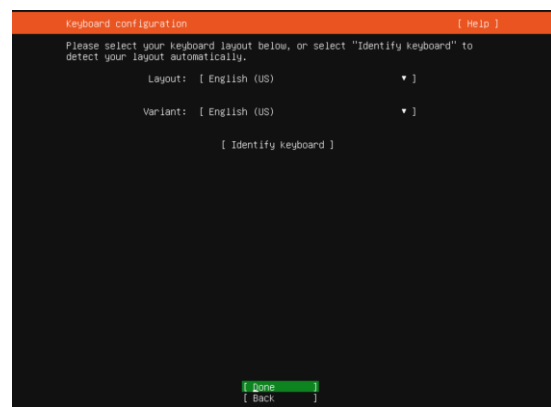 Keyboard configuration [ Help ]
Please select your keyboard layout below, or select "Identify keyboard" to
detect your layout automatically.
Layout: [ English (US) ▼ ]
Variant: [ English (US) ▼ ]
[ Identify keyboard ]
[ Done ]
[ Back ]